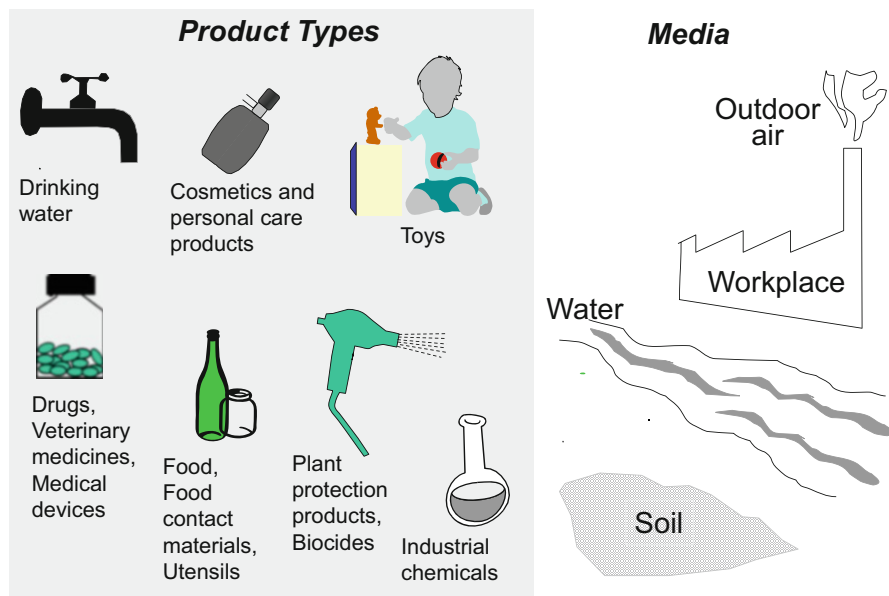 Product Types
Drinking
water
Cosmetics and
personal care
products
Toys
Drugs,
Veterinary
medicines,
Medical
devices
Food,
Food
contact
materials,
Utensils
Plant
protection
products,
Biocides
Industrial
chemicals
Media
Outdoor
air
Workplace
Water
Soil